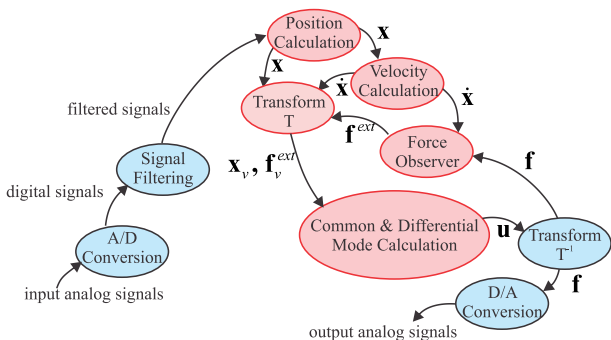 Position
Calculation
x
x
Velocity
Calculation
ẋ
ẋ
filtered signals
Transform
T
f^ext
Force
Observer
Signal
Filtering
x_v, f_v^ext
f
digital signals
Common & Differential
Mode Calculation
u
A/D
Conversion
Transform
T^-1
input analog signals
f
D/A
Conversion
output analog signals